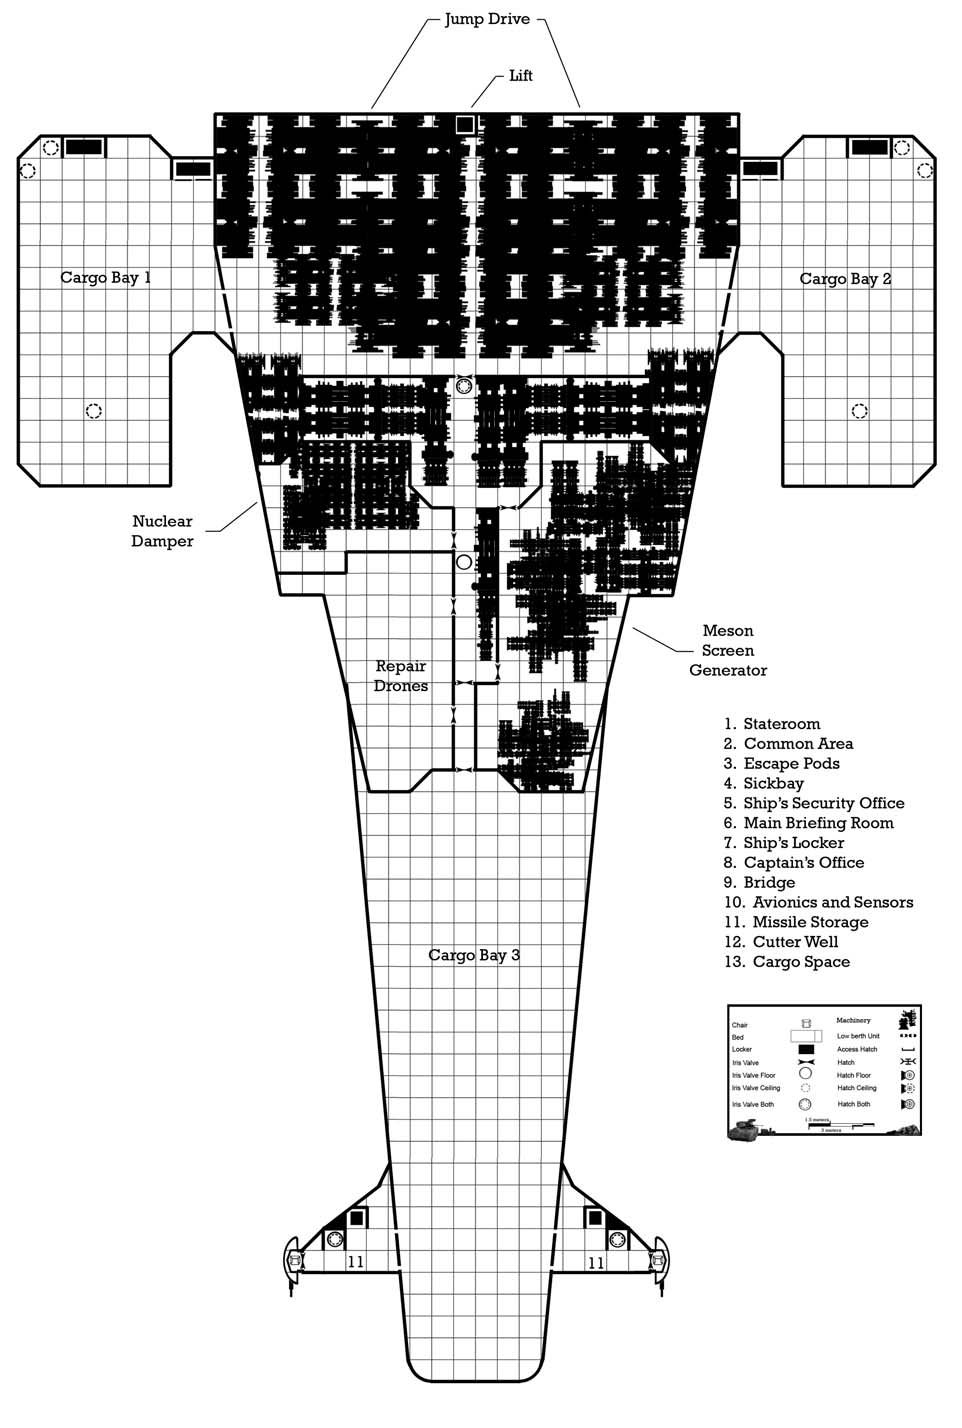 Jump Drive
Lift
Cargo Bay 1
Cargo Bay 2
Nuclear
Damper
Meson
Screen
Generator
Repair
Drones
1. Stateroom
2. Common Area
3. Escape Pods
4. Sickbay
5. Ship's Security Office
6. Main Briefing Room
7. Ship's Locker
8. Captain's Office
9. Bridge
10. Avionics and Sensors
11. Missile Storage
12. Cutter Well
13. Cargo Space
Cargo Bay 3
Chair
Bed
Locker
Iris Valve
Iris Valve Floor
Iris Valve Ceiling
Iris Valve Both
Machinery
Low berth Unit
Access Hatch
Hatch
Hatch Floor
Hatch Ceiling
Hatch Both
1.5 meters
3 meters
11
11